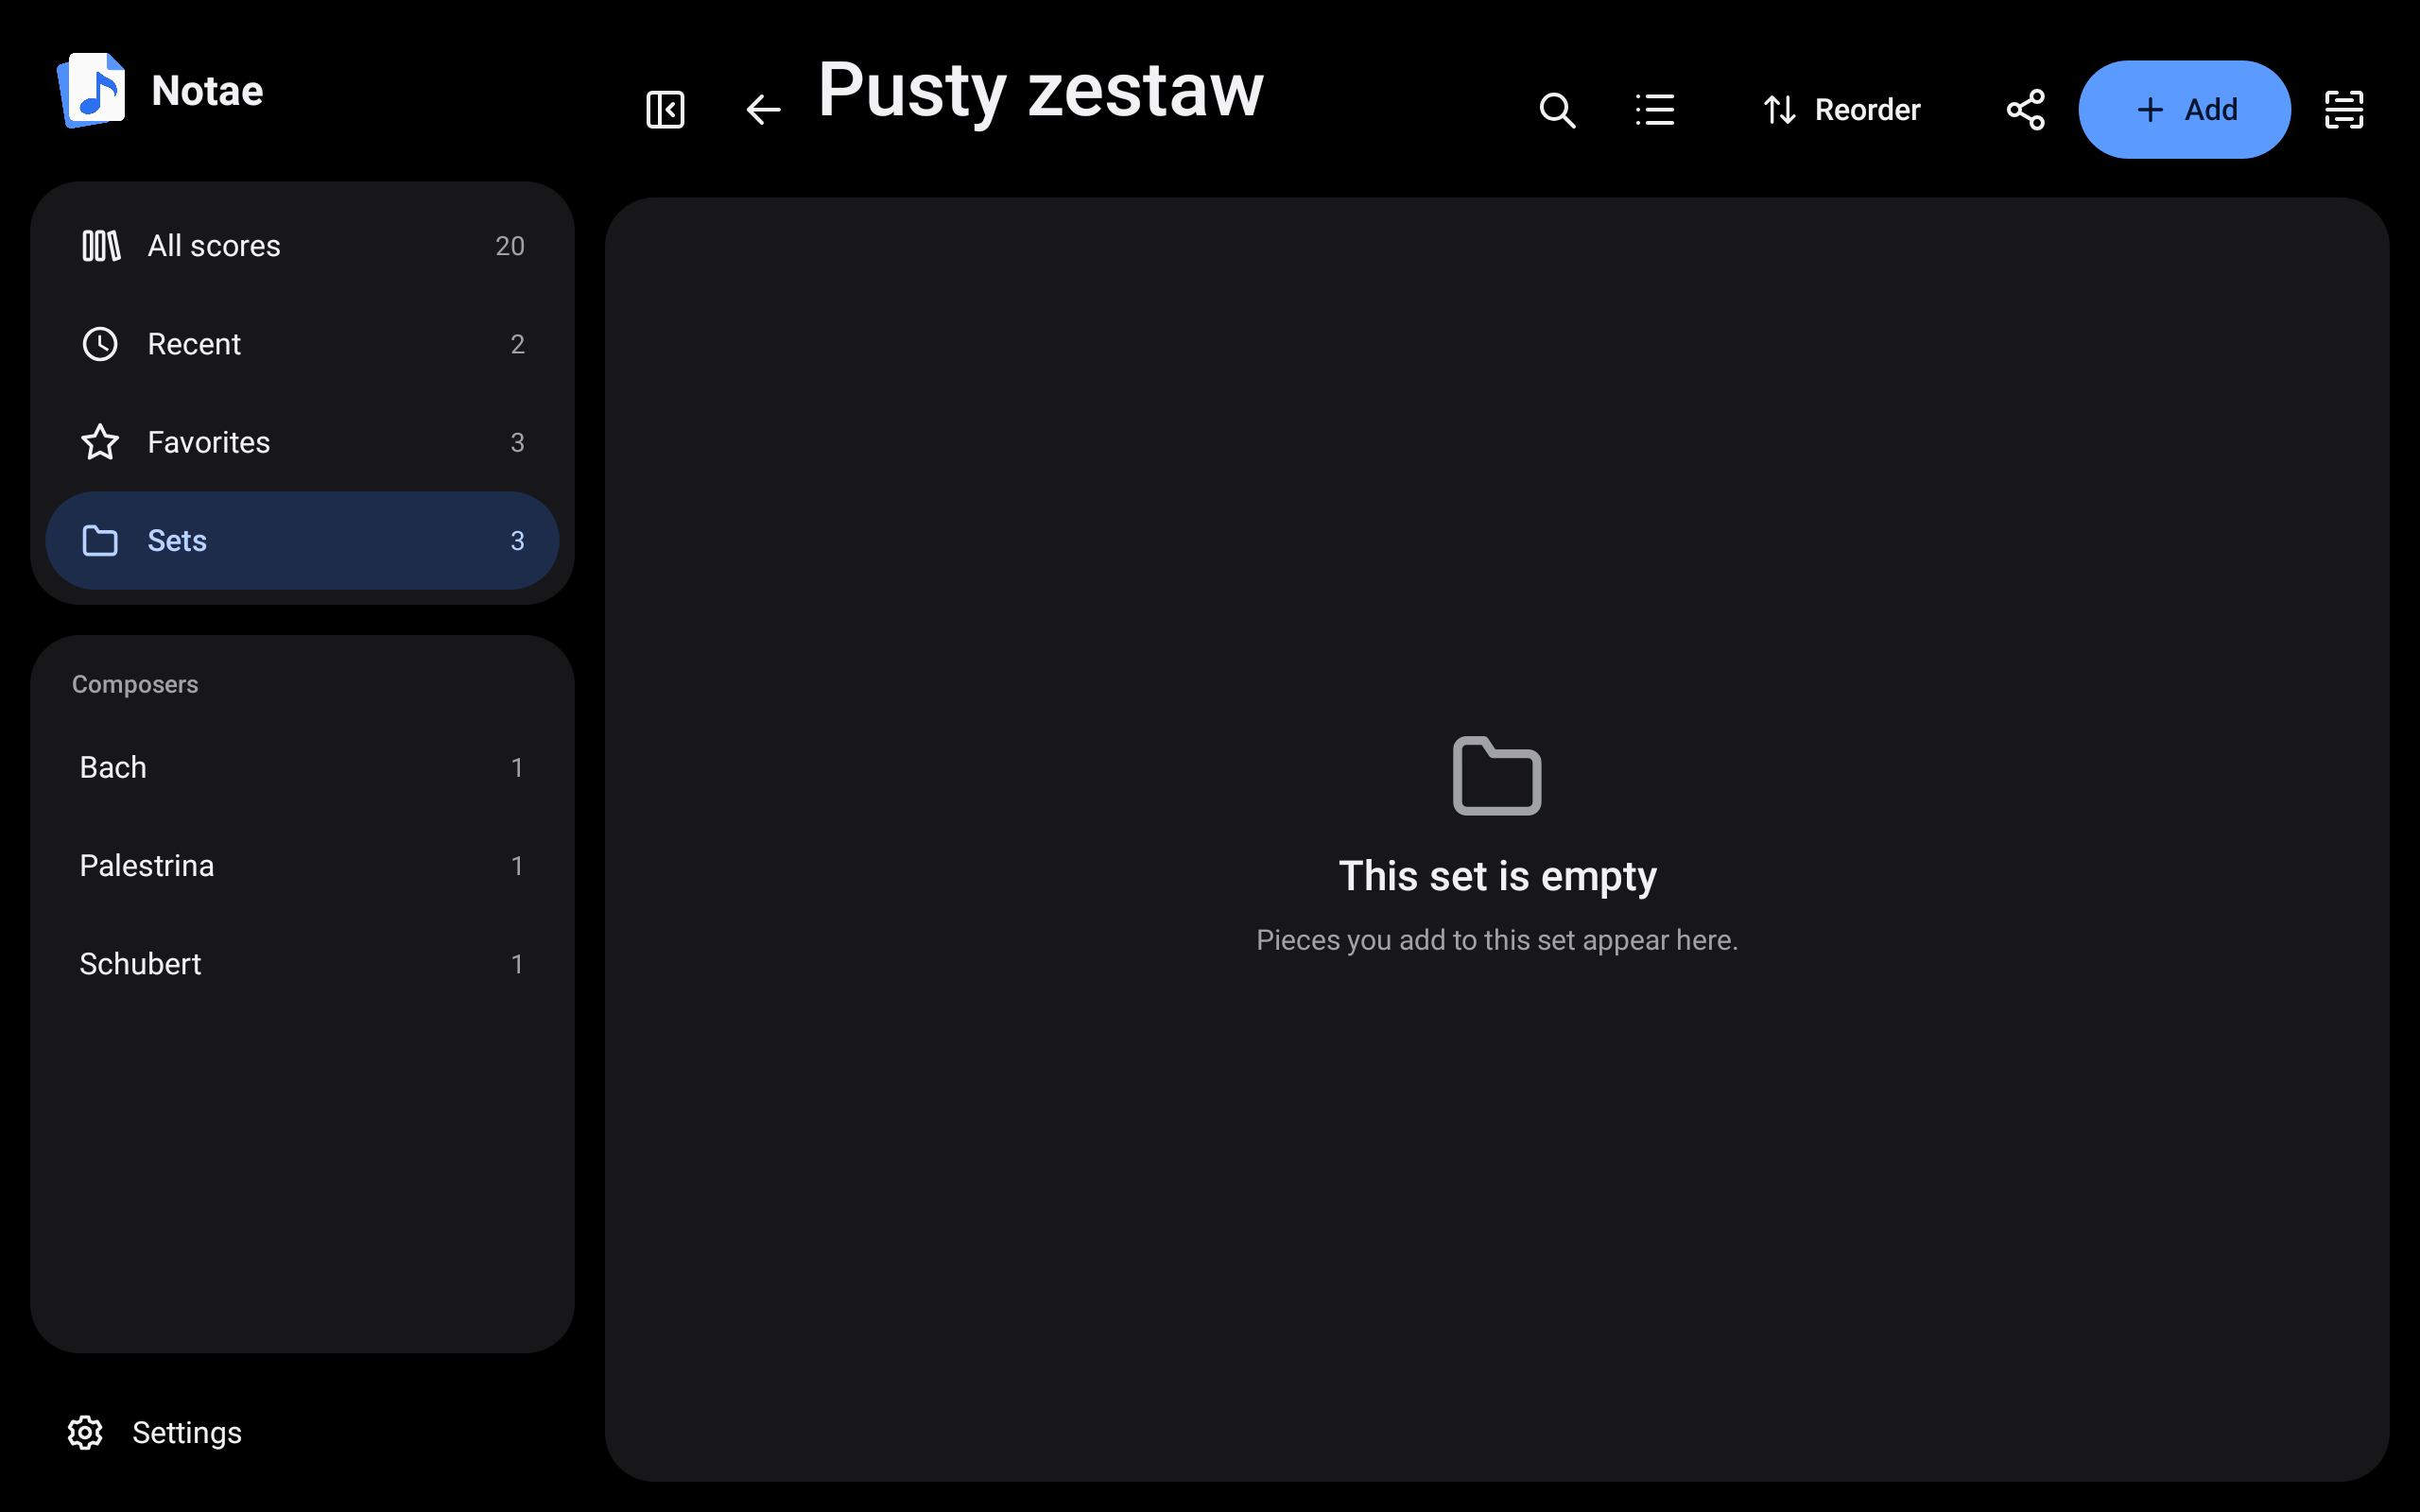 Notae
Pusty zestaw
Reorder
Add
All scores 20
Recent 2
Favorites 3
Sets 3
Composers
Bach 1
Palestrina 1
Schubert 1
This set is empty
Pieces you add to this set appear here.
Settings